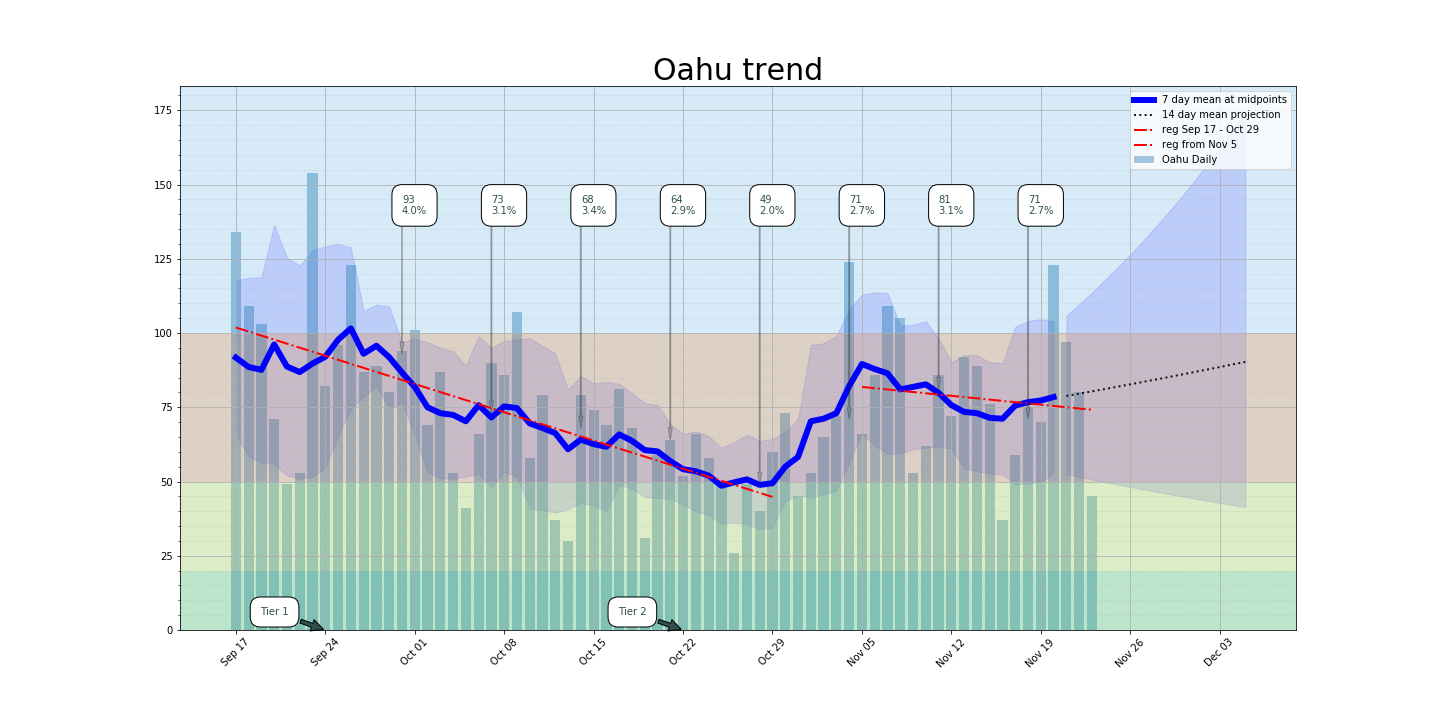 Oahu trend
175
150
125
100
75
50
25
0
7 day mean at midpoints
14 day mean projection
reg Sep 17 - Oct 29
reg from Nov 5
Oahu Daily
93
4.0%
73
3.1%
68
3.4%
64
2.9%
49
2.0%
71
2.7%
81
3.1%
71
2.7%
Tier 1
Tier 2
Sep 17
Sep 24
Oct 01
Oct 08
Oct 15
Oct 22
Oct 29
Nov 05
Nov 12
Nov 19
Nov 26
Dec 03